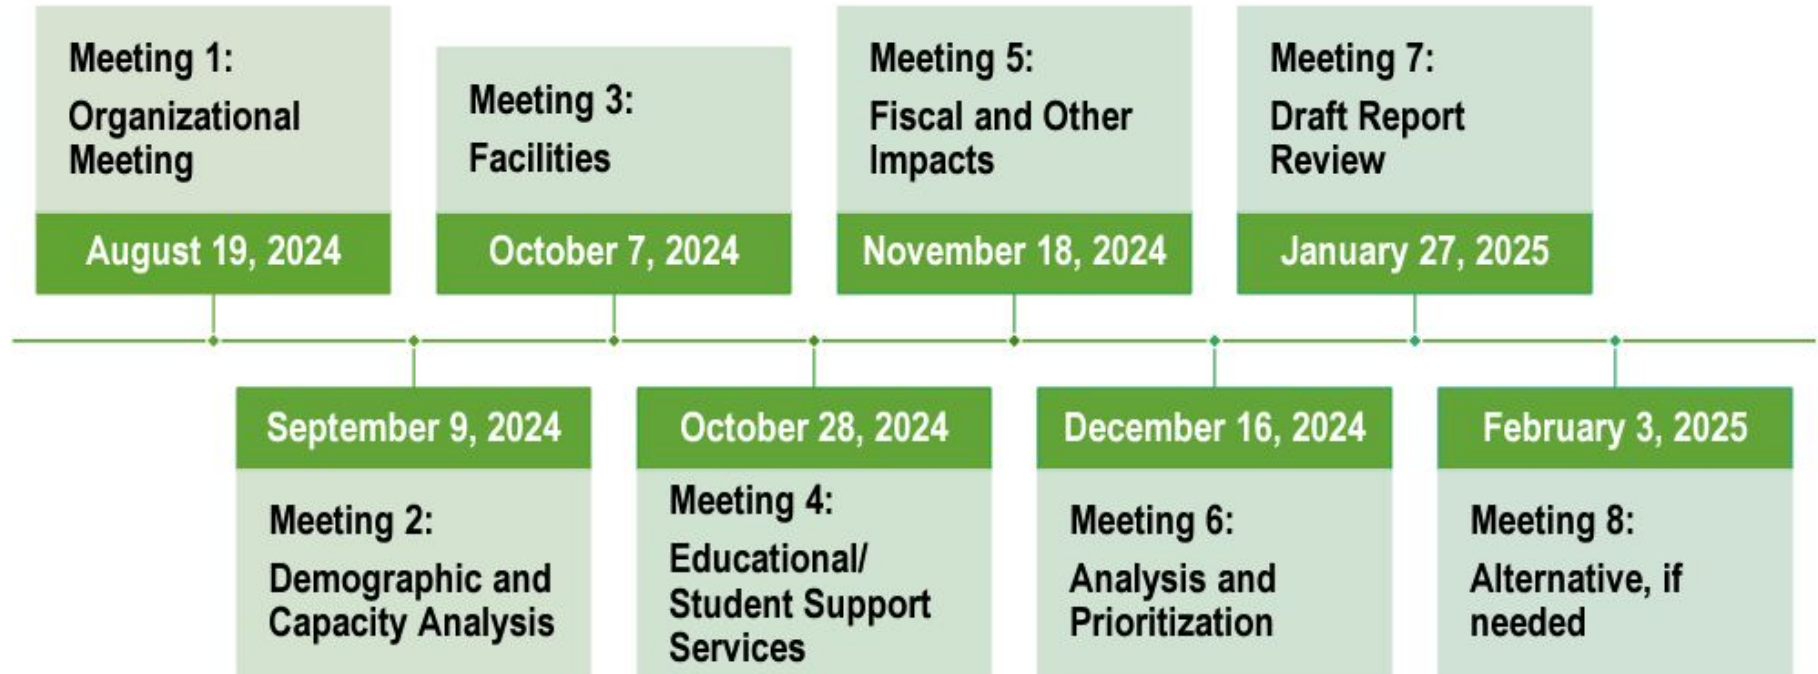 Meeting 1:
Organizational
Meeting
August 19, 2024
September 9, 2024
Meeting 2:
Demographic and
Capacity Analysis
Meeting 3:
Facilities
October 7, 2024
October 28, 2024
Meeting 4:
Educational/
Student Support
Services
Meeting 5:
Fiscal and Other
Impacts
November 18, 2024
December 16, 2024
Meeting 6:
Analysis and
Prioritization
Meeting 7:
Draft Report
Review
January 27, 2025
February 3, 2025
Meeting 8:
Alternative, if
needed